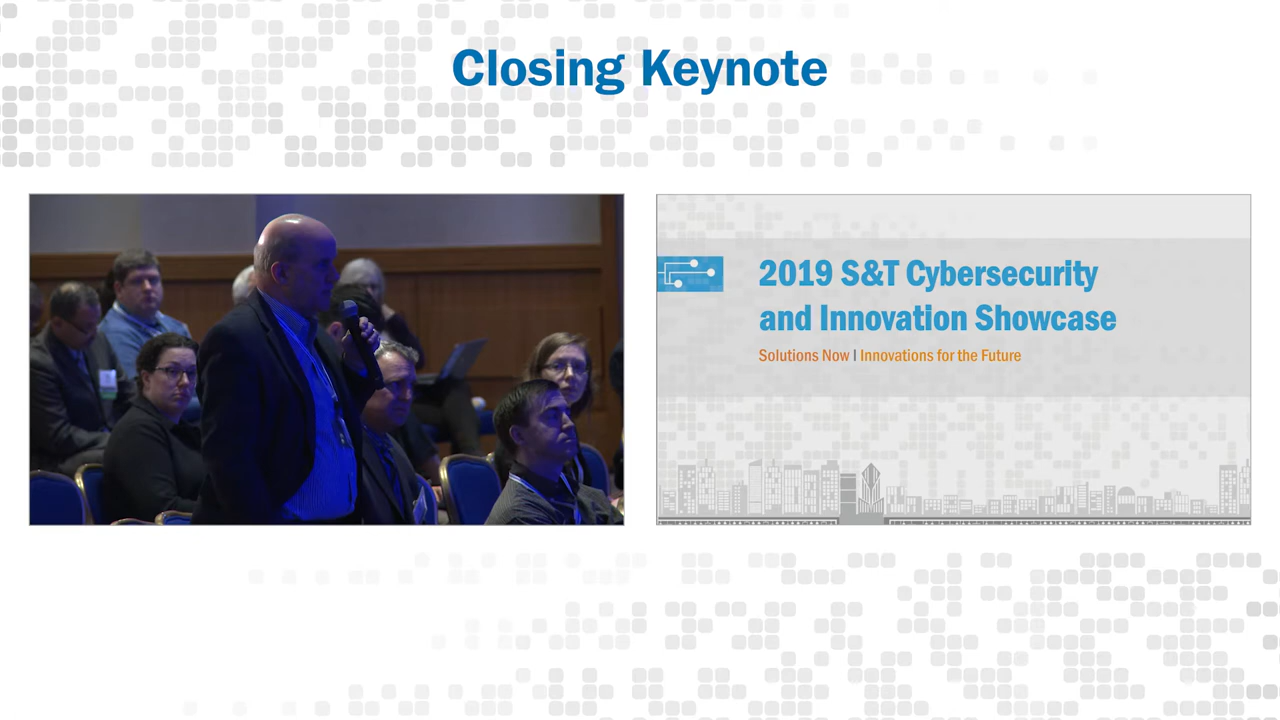 Closing Keynote
2019 S&T Cybersecurity
and Innovation Showcase
Solutions Now | Innovations for the Future